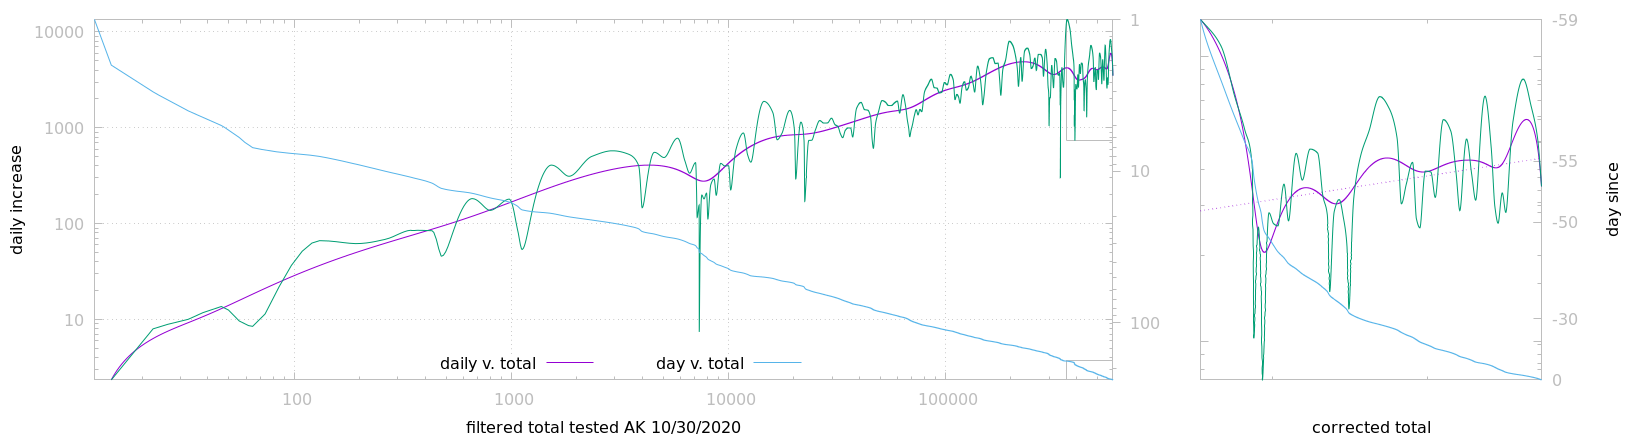 10000
1000
100
10
daily increase
1
10
100
daily v. total
day v. total
100
1000
10000
100000
filtered total tested AK 10/30/2020
-59
-55
-50
-30
0
day since
corrected total